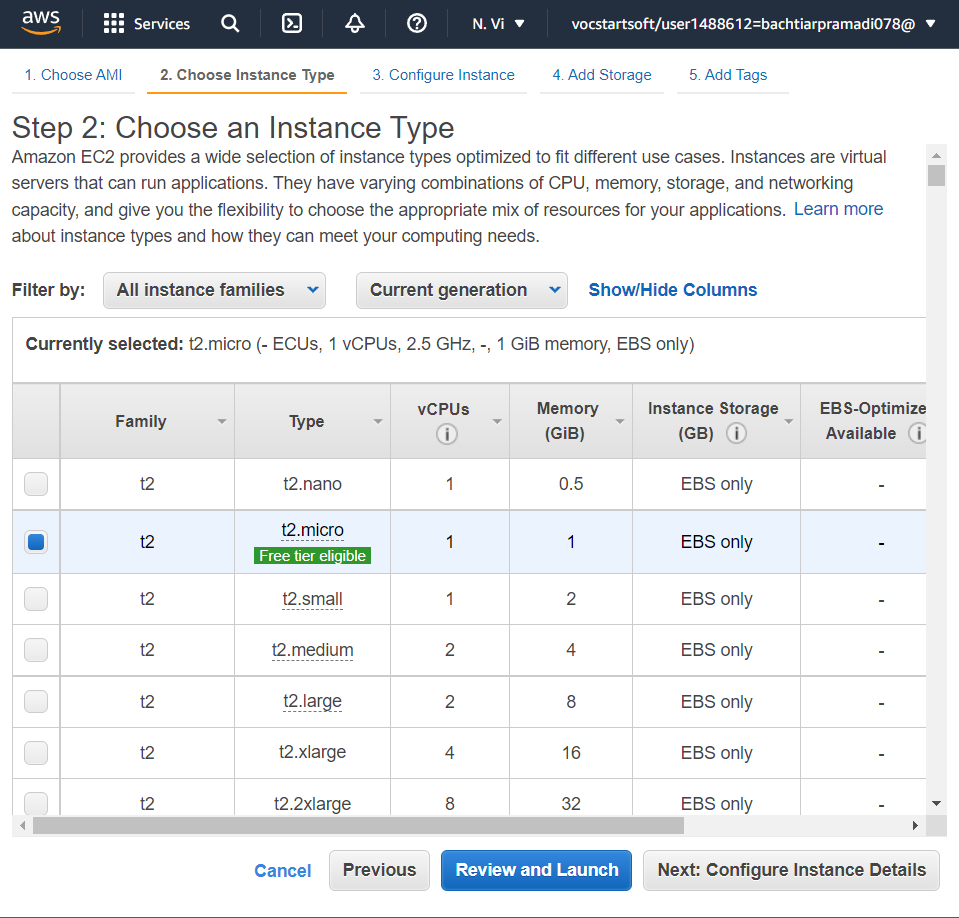 aws Services N. Vi vocstartsoft/user1488612=bachtiarpramadi078@
1. Choose AMI 2. Choose Instance Type 3. Configure Instance 4. Add Storage 5. Add Tags
Step 2: Choose an Instance Type
Amazon EC2 provides a wide selection of instance types optimized to fit different use cases. Instances are virtual
servers that can run applications. They have varying combinations of CPU, memory, storage, and networking
capacity, and give you the flexibility to choose the appropriate mix of resources for your applications. Learn more
about instance types and how they can meet your computing needs.
Filter by: All instance families Current generation Show/Hide Columns
Currently selected: t2.micro (- ECUs, 1 vCPUs, 2.5 GHz, -, 1 GiB memory, EBS only)
Family Type vCPUs Memory (GiB) Instance Storage (GB) EBS-Optimize Available
t2 t2.nano 1 0.5 EBS only -
t2 t2.micro 1 1 EBS only -
Free tier eligible
t2 t2.small 1 2 EBS only -
t2 t2.medium 2 4 EBS only -
t2 t2.large 2 8 EBS only -
t2 t2.xlarge 4 16 EBS only -
t2 t2.2xlarge 8 32 EBS only -
Cancel Previous Review and Launch Next: Configure Instance Details